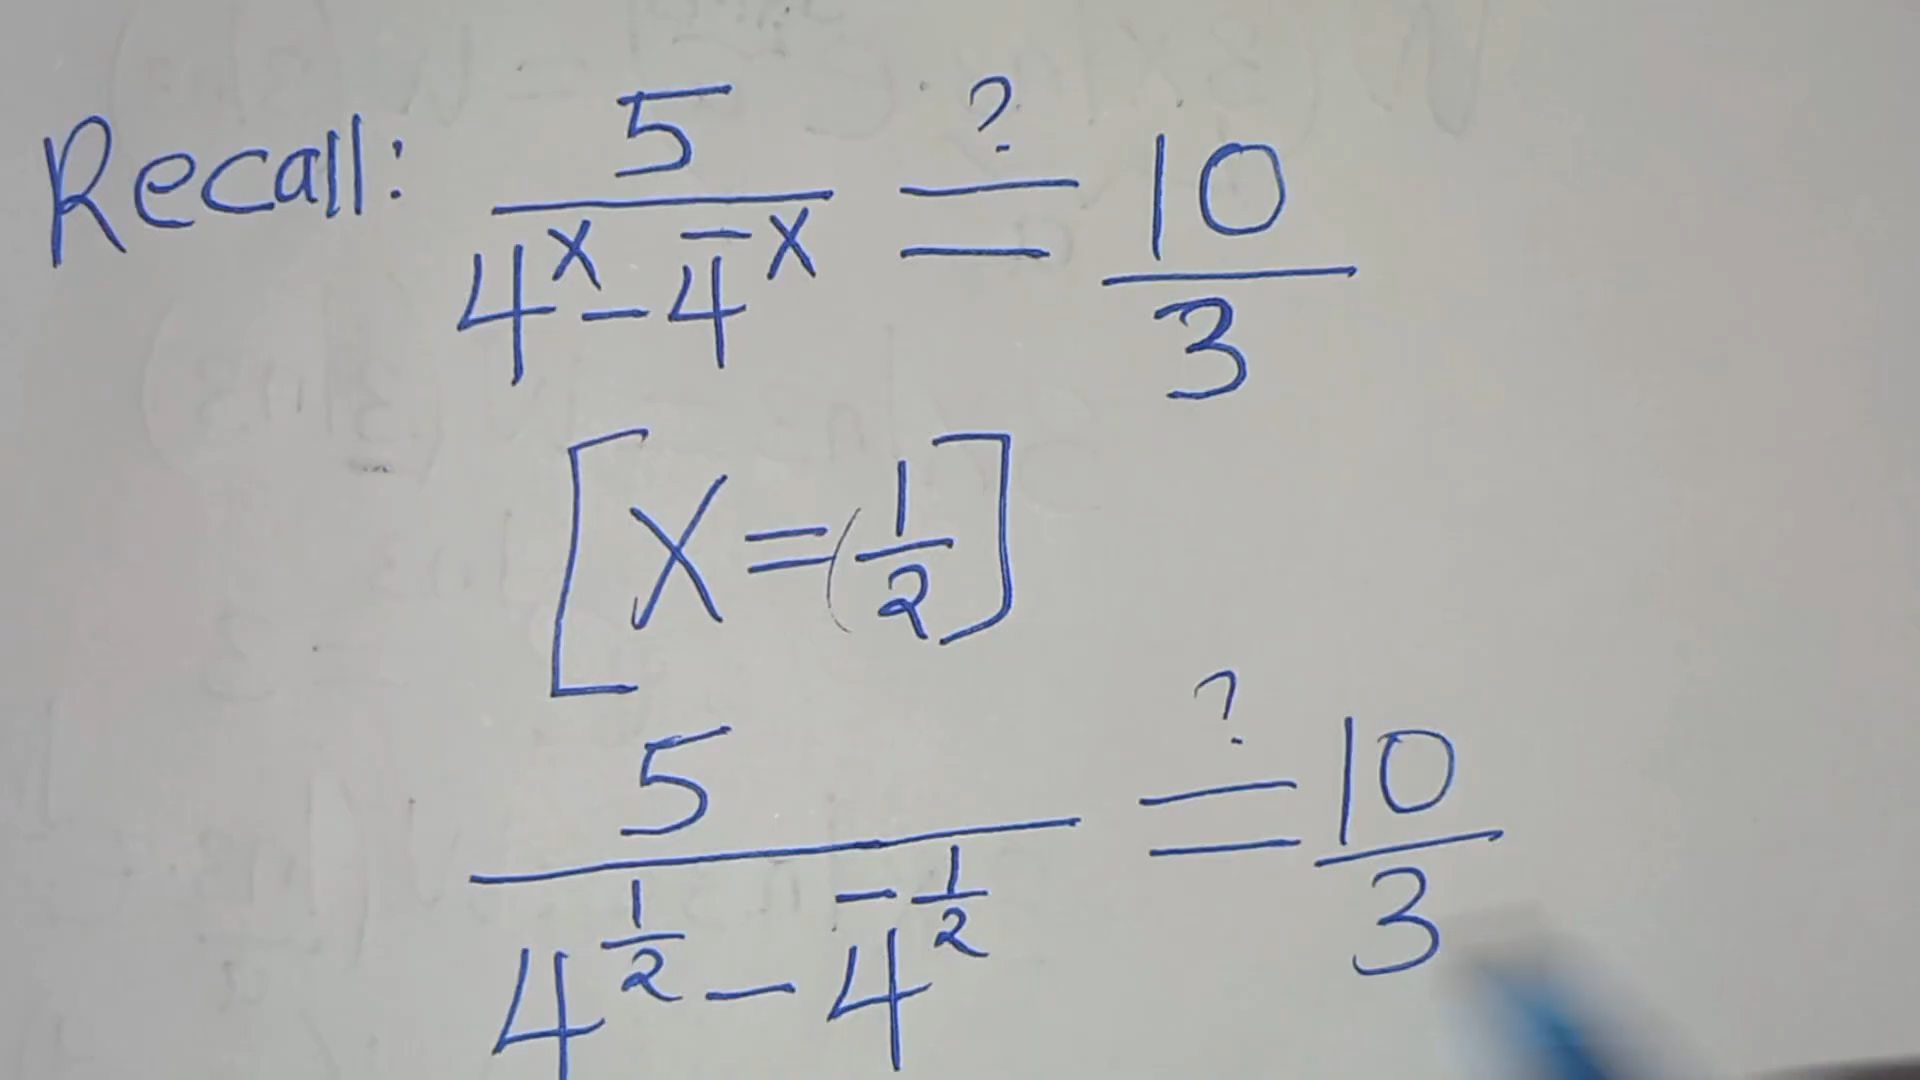 Recall: 5/(4^x - 4^-x) ?= 10/3
[x = (1/2]
5/(4^1/2 - 4^-1/2) ?= 10/3